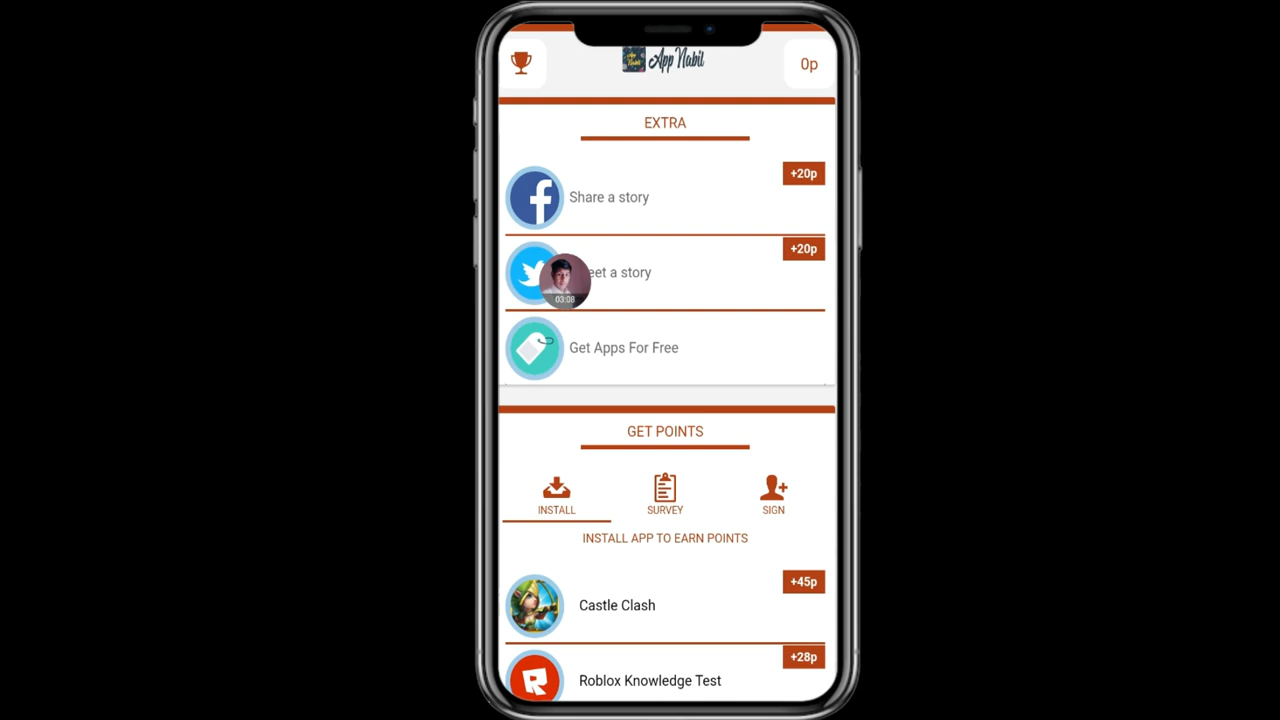 App Nabil
0p
EXTRA
+20p
Share a story
+20p
eet a story
03:08
Get Apps For Free
GET POINTS
INSTALL
SURVEY
SIGN
INSTALL APP TO EARN POINTS
+45p
Castle Clash
+28p
Roblox Knowledge Test